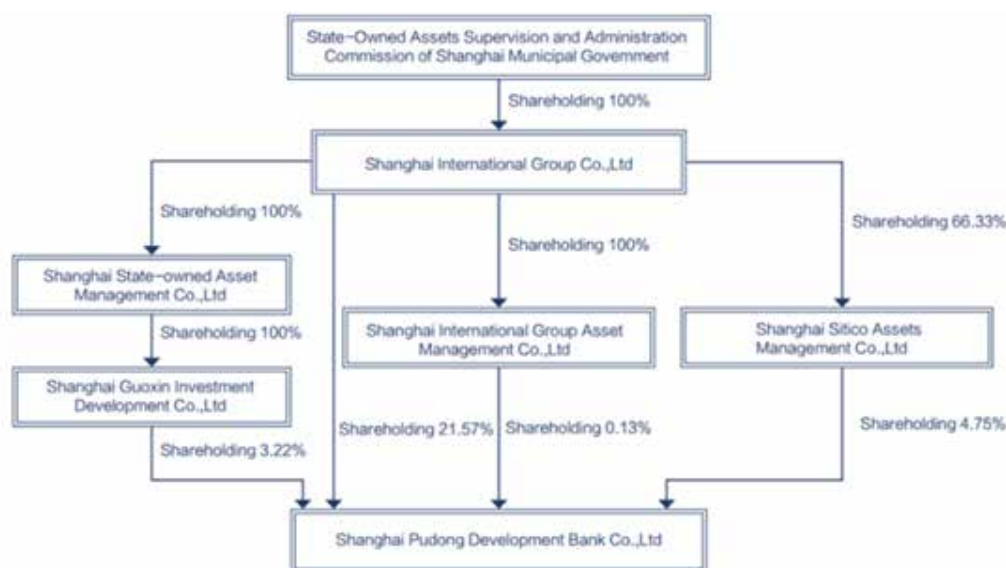 State-Owned Assets Supervision and Administration
Commission of Shanghai Municipal Government
Shareholding 100%
Shanghai International Group Co.,Ltd
Shareholding 100%
Shareholding 100%
Shareholding 66.33%
Shanghai State-owned Asset
Management Co.,Ltd
Shareholding 100%
Shanghai International Group Asset
Management Co.,Ltd
Shanghai Sitico Assets
Management Co.,Ltd
Shanghai Guoxin Investment
Development Co.,Ltd
Shareholding 3.22%
Shareholding 21.57%
Shareholding 0.13%
Shareholding 4.75%
Shanghai Pudong Development Bank Co.,Ltd